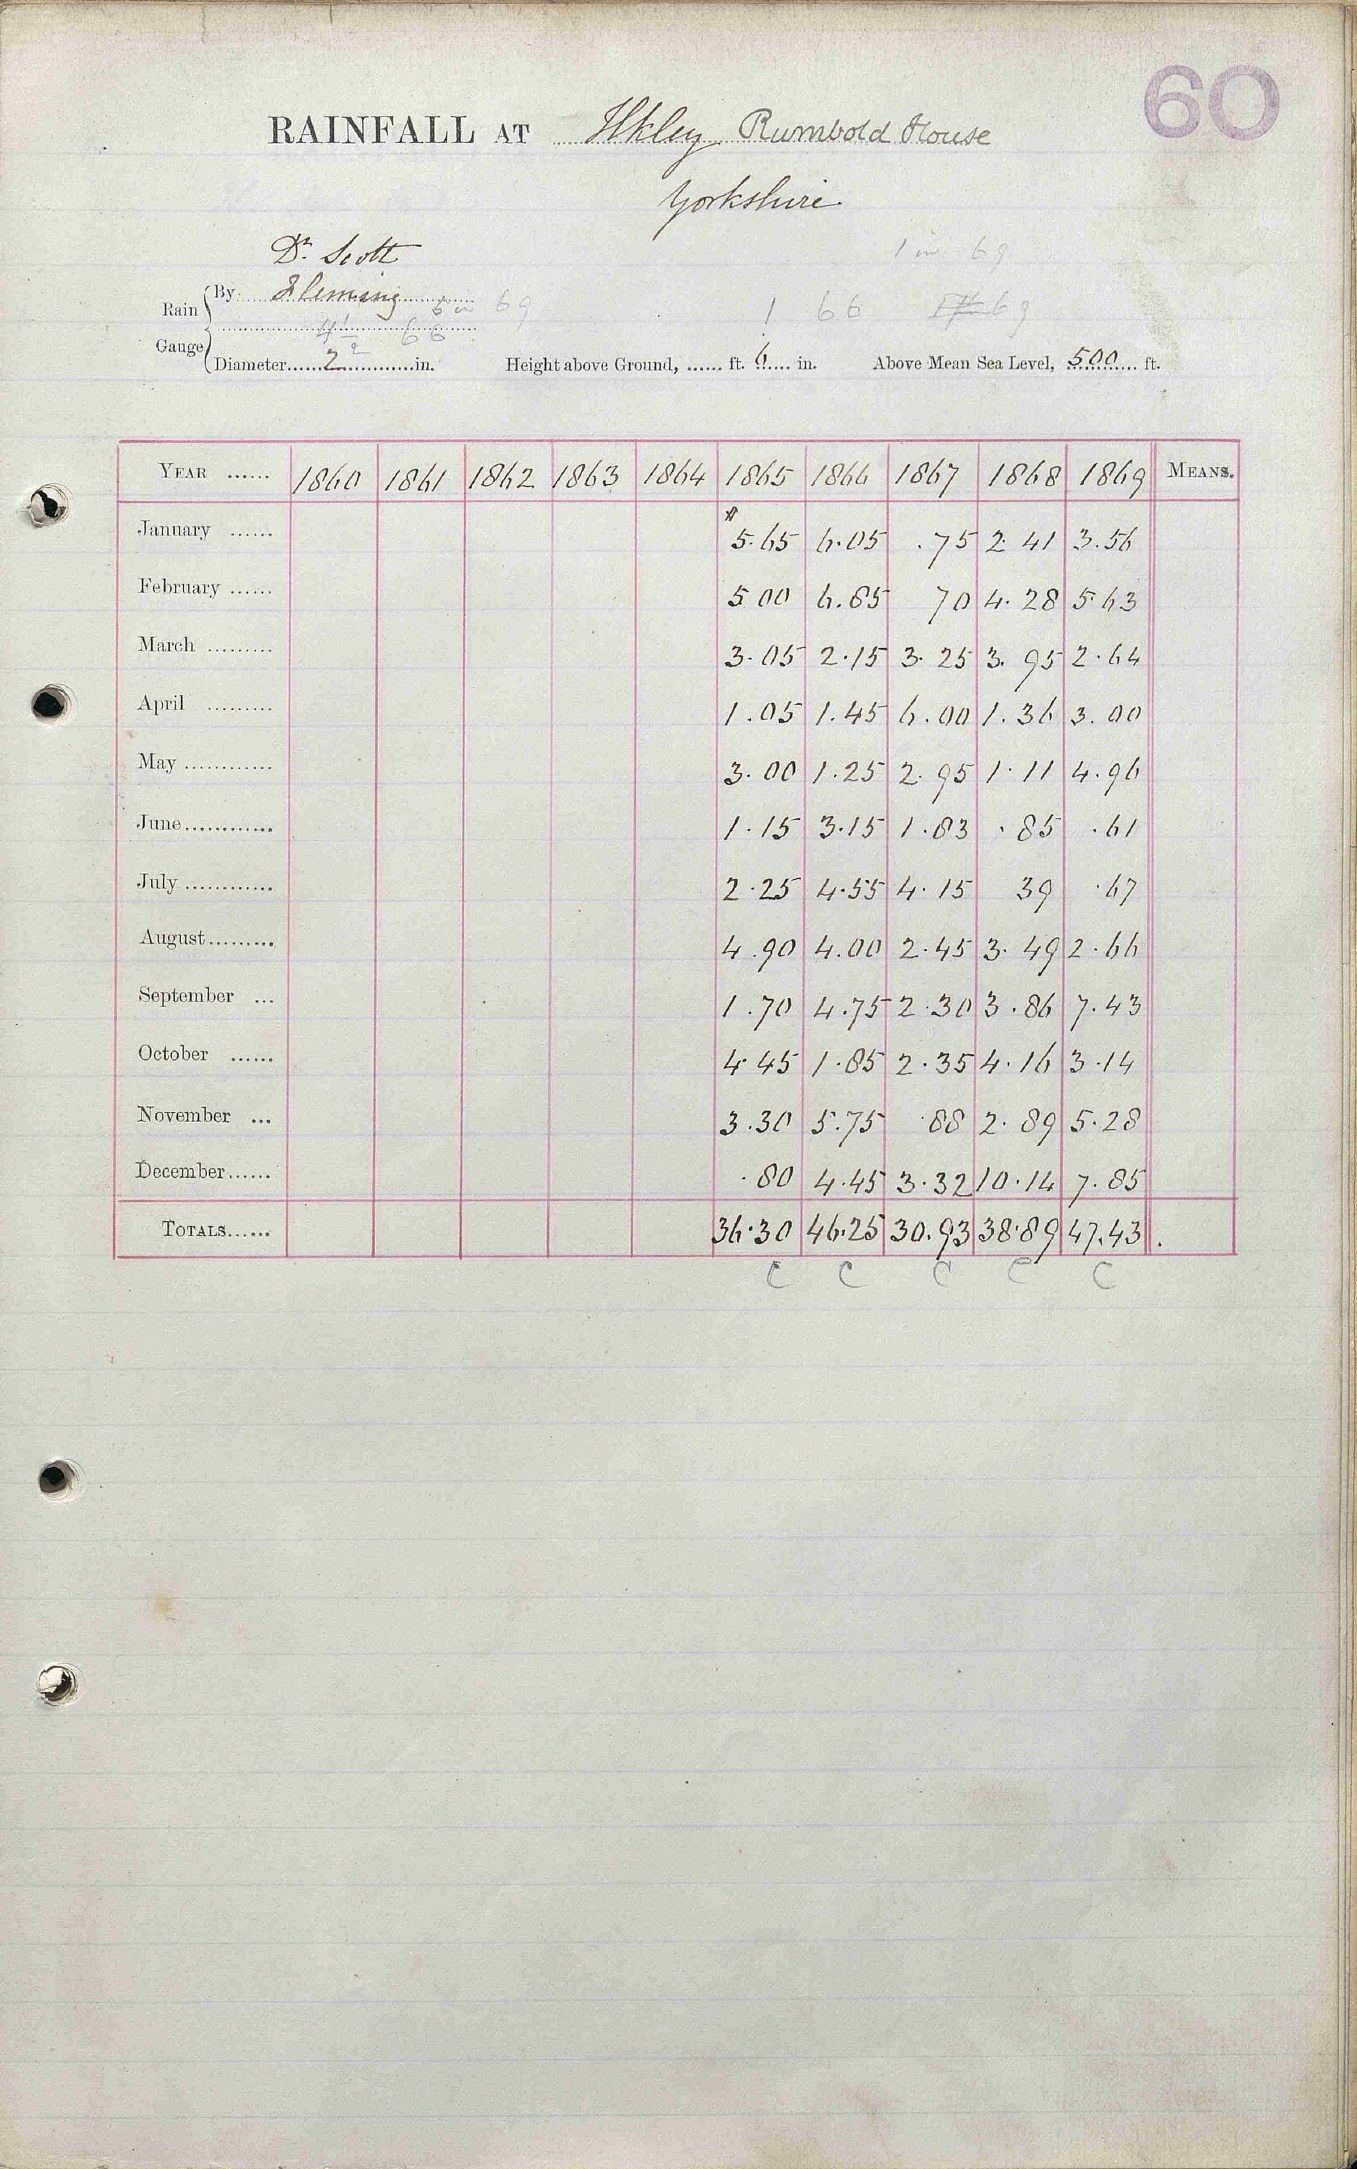 60
RAINFALL AT Ilkley Rumbold House
Yorkshire
Dr. Scott
1 in 69
Rain Gauge
By Fleming 5 in 69
4 1/2 66
1 66 69
Diameter......2......in. Height above Ground, ...... ft. 6 in. Above Mean Sea Level, 500 ft.
YEAR ...... 1860 1861 1862 1863 1864 1865 1866 1867 1868 1869 MEANS.
January ...... * 5.65 6.05 .75 2.41 3.56
February ...... 5 00 6.85 70 4.28 5.63
March ......... 3.05 2.15 3.25 3.95 2.64
April ......... 1.05 1.45 6.00 1.36 3.00
May ............ 3.00 1.25 2.95 1.11 4.96
June............ 1.15 3.15 1.83 .85 .61
July ............ 2.25 4.55 4.15 39 .67
August......... 4.90 4.00 2.45 3.49 2.66
September ... 1.70 4.75 2.30 3.86 7.43
October ...... 4.45 1.85 2.35 4.16 3.14
November ... 3.30 5.75 .88 2.89 5.28
December...... .80 4.45 3.32 10.14 7.85
TOTALS...... 36.30 46.25 30.93 38.89 47.43
C C C C C